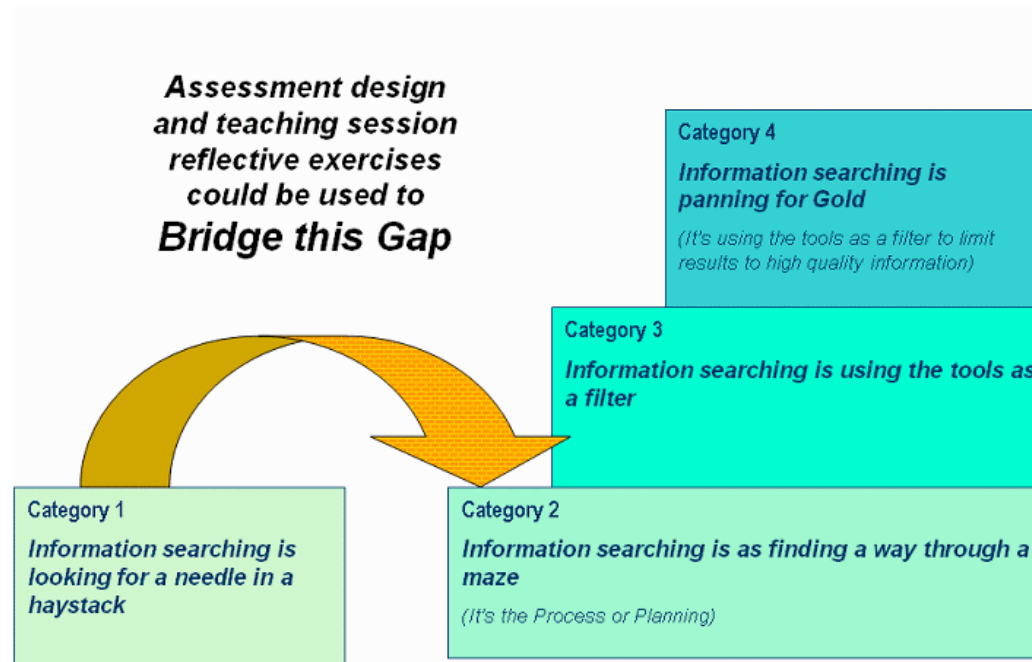 Assessment design
and teaching session
reflective exercises
could be used to
Bridge this Gap
Category 4
Information searching is
panning for Gold
(It's using the tools as a filter to limit
results to high quality information)
Category 3
Information searching is using the tools as
a filter
Category 1
Information searching is
looking for a needle in a
haystack
Category 2
Information searching is as finding a way through a
maze
(It's the Process or Planning)